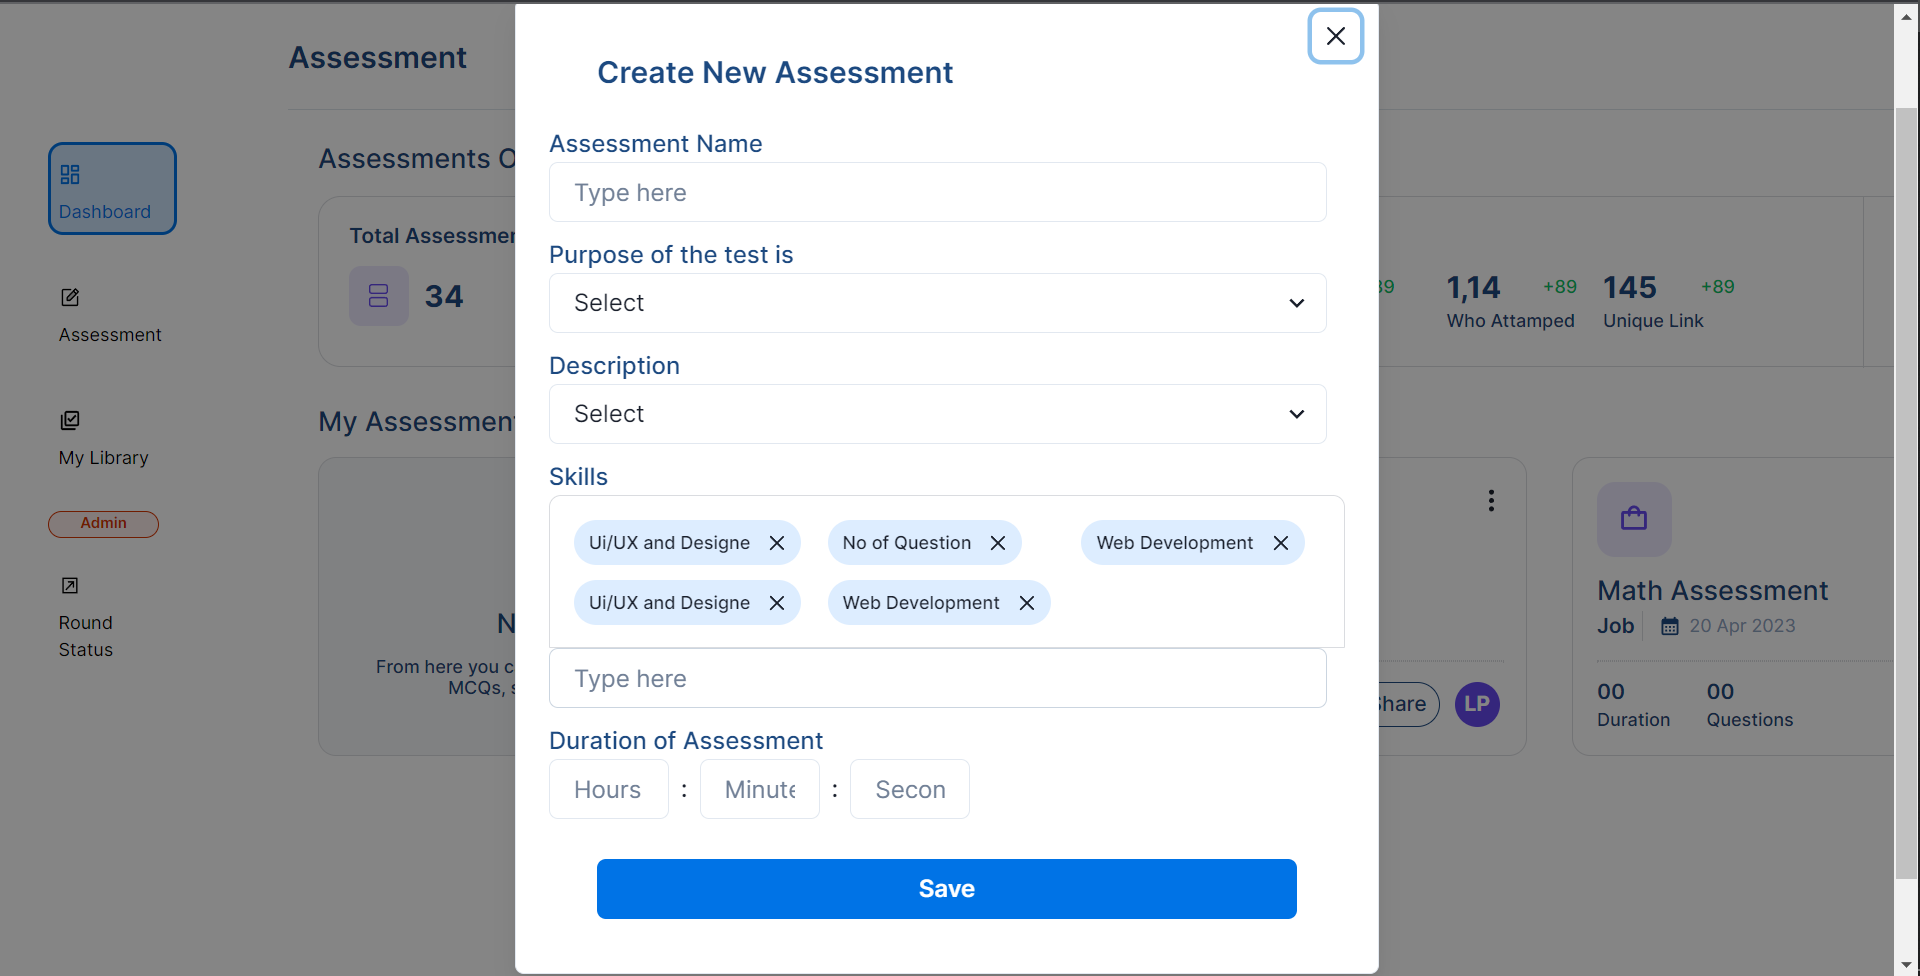 Assessment
Dashboard
Assessment
My Library
Admin
Round
Status
Assessments O
Total Assessmen
34
39
1,14 +89
Who Attamped
145 +89
Unique Link
My Assessment
N
From here you c
MCQs, s
Share
LP
Math Assessment
Job
20 Apr 2023
00
Duration
00
Questions
Create New Assessment
Assessment Name
Type here
Purpose of the test is
Select
Description
Select
Skills
Ui/UX and Designe
No of Question
Web Development
Ui/UX and Designe
Web Development
Type here
Duration of Assessment
Hours : Minute : Secon
Save